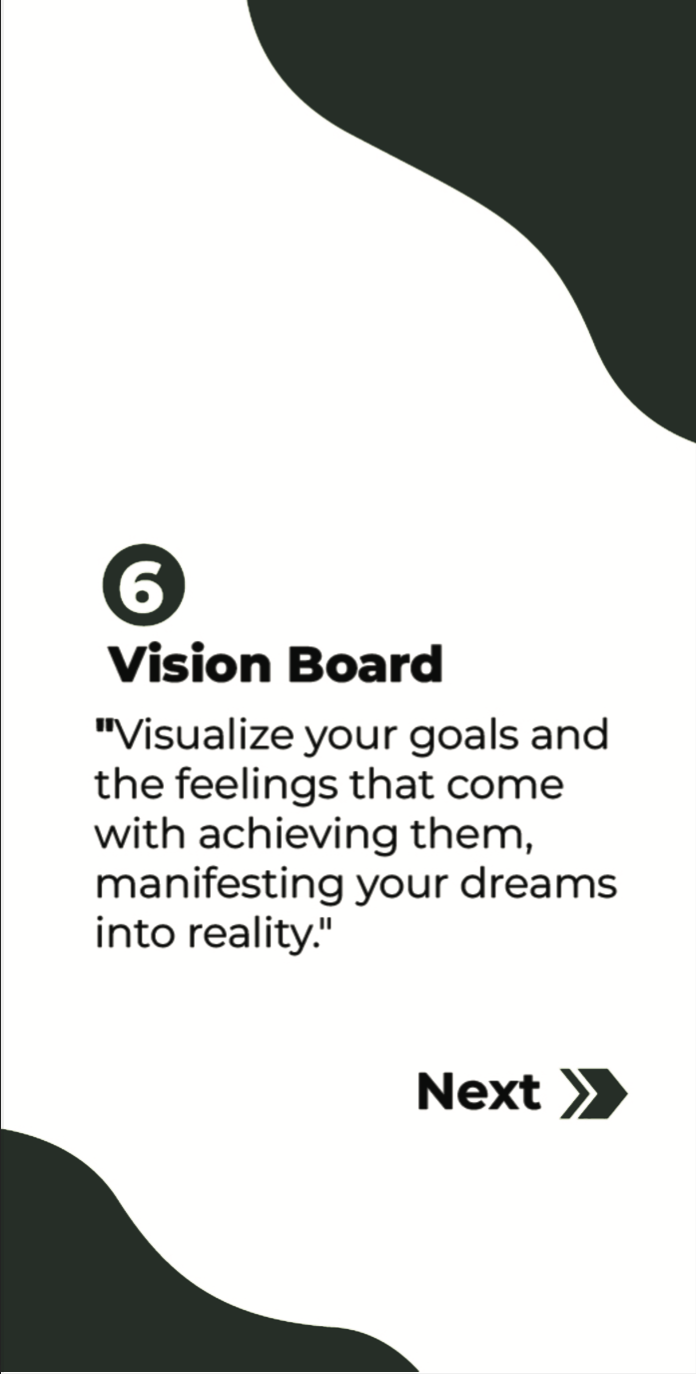 6
Vision Board
"Visualize your goals and
the feelings that come
with achieving them,
manifesting your dreams
into reality."
Next